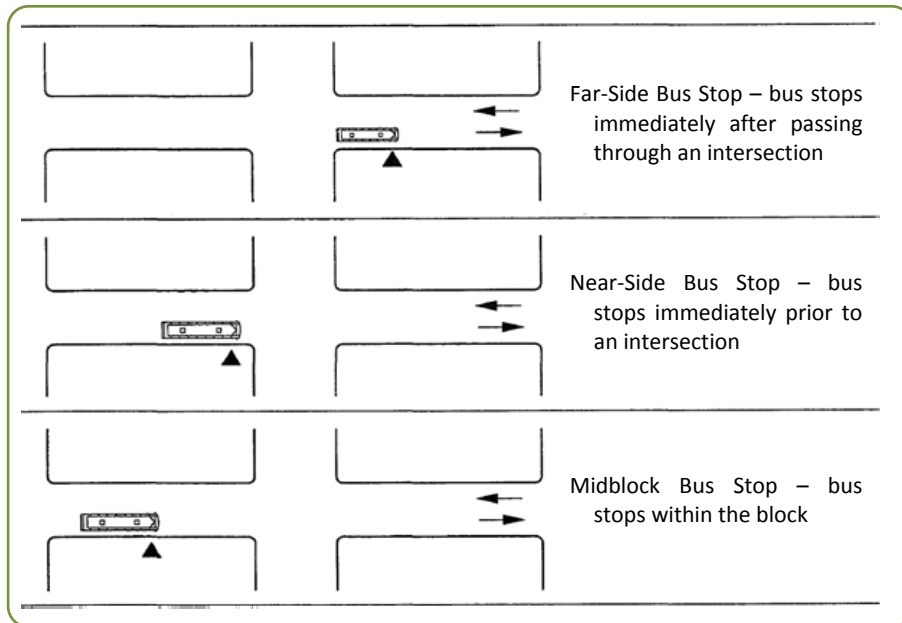 Far-Side Bus Stop – bus stops
immediately after passing
through an intersection
Near-Side Bus Stop – bus
stops immediately prior to
an intersection
Midblock Bus Stop – bus
stops within the block